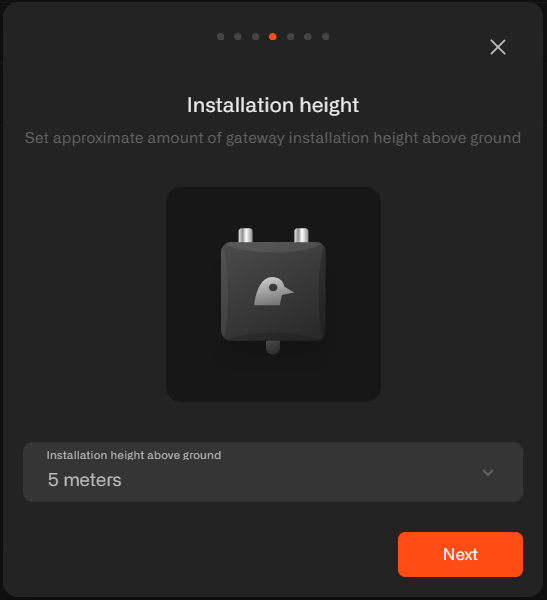 Installation height
Set approximate amount of gateway installation height above ground
Installation height above ground
5 meters
Next